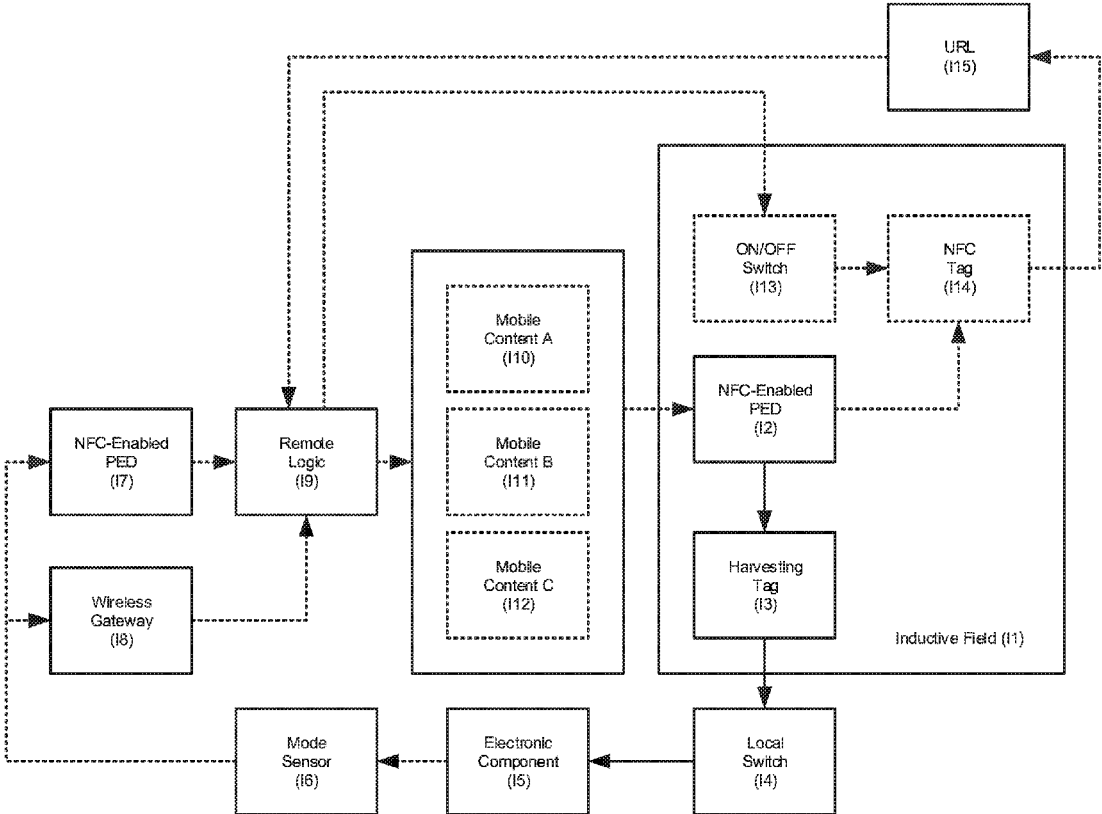 URL
(I15)
ON/OFF
Switch
(I13)
NFC
Tag
(I14)
Mobile
Content A
(I10)
NFC-Enabled
PED
(I2)
NFC-Enabled
PED
(I7)
Remote
Logic
(I9)
Mobile
Content B
(I11)
Mobile
Content C
(I12)
Harvesting
Tag
(I3)
Wireless
Gateway
(I8)
Inductive Field (I1)
Mode
Sensor
(I6)
Electronic
Component
(I5)
Local
Switch
(I4)